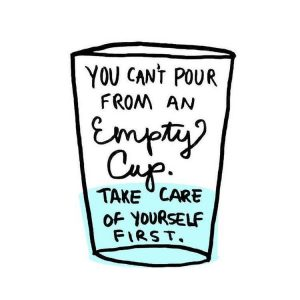 YOU CAN'T POUR
FROM AN
Empty
Cup.
TAKE CARE
OF YOURSELF
FIRST.